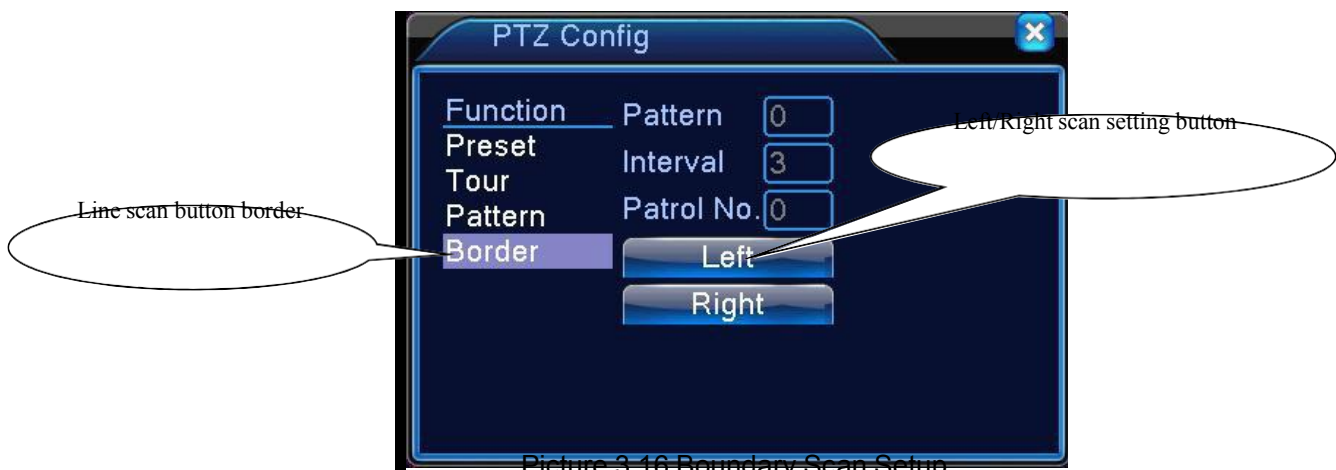 PTZ Config
Function
Preset
Tour
Pattern
Border
Pattern 0
Interval 3
Patrol No. 0
Left
Right
Left/Right scan setting button
Line scan button border
Picture 3.16 Boundary Scan Setup